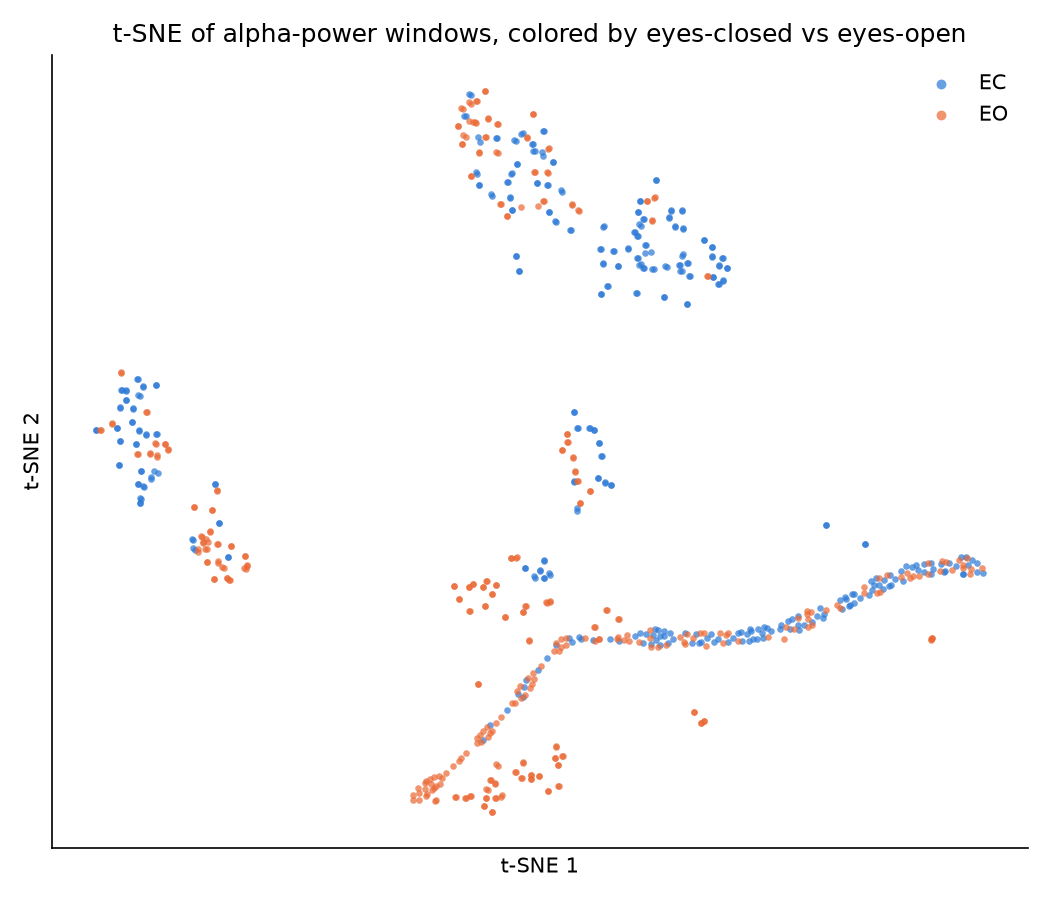 t-SNE of alpha-power windows, colored by eyes-closed vs eyes-open
EC
EO
t-SNE 2
t-SNE 1